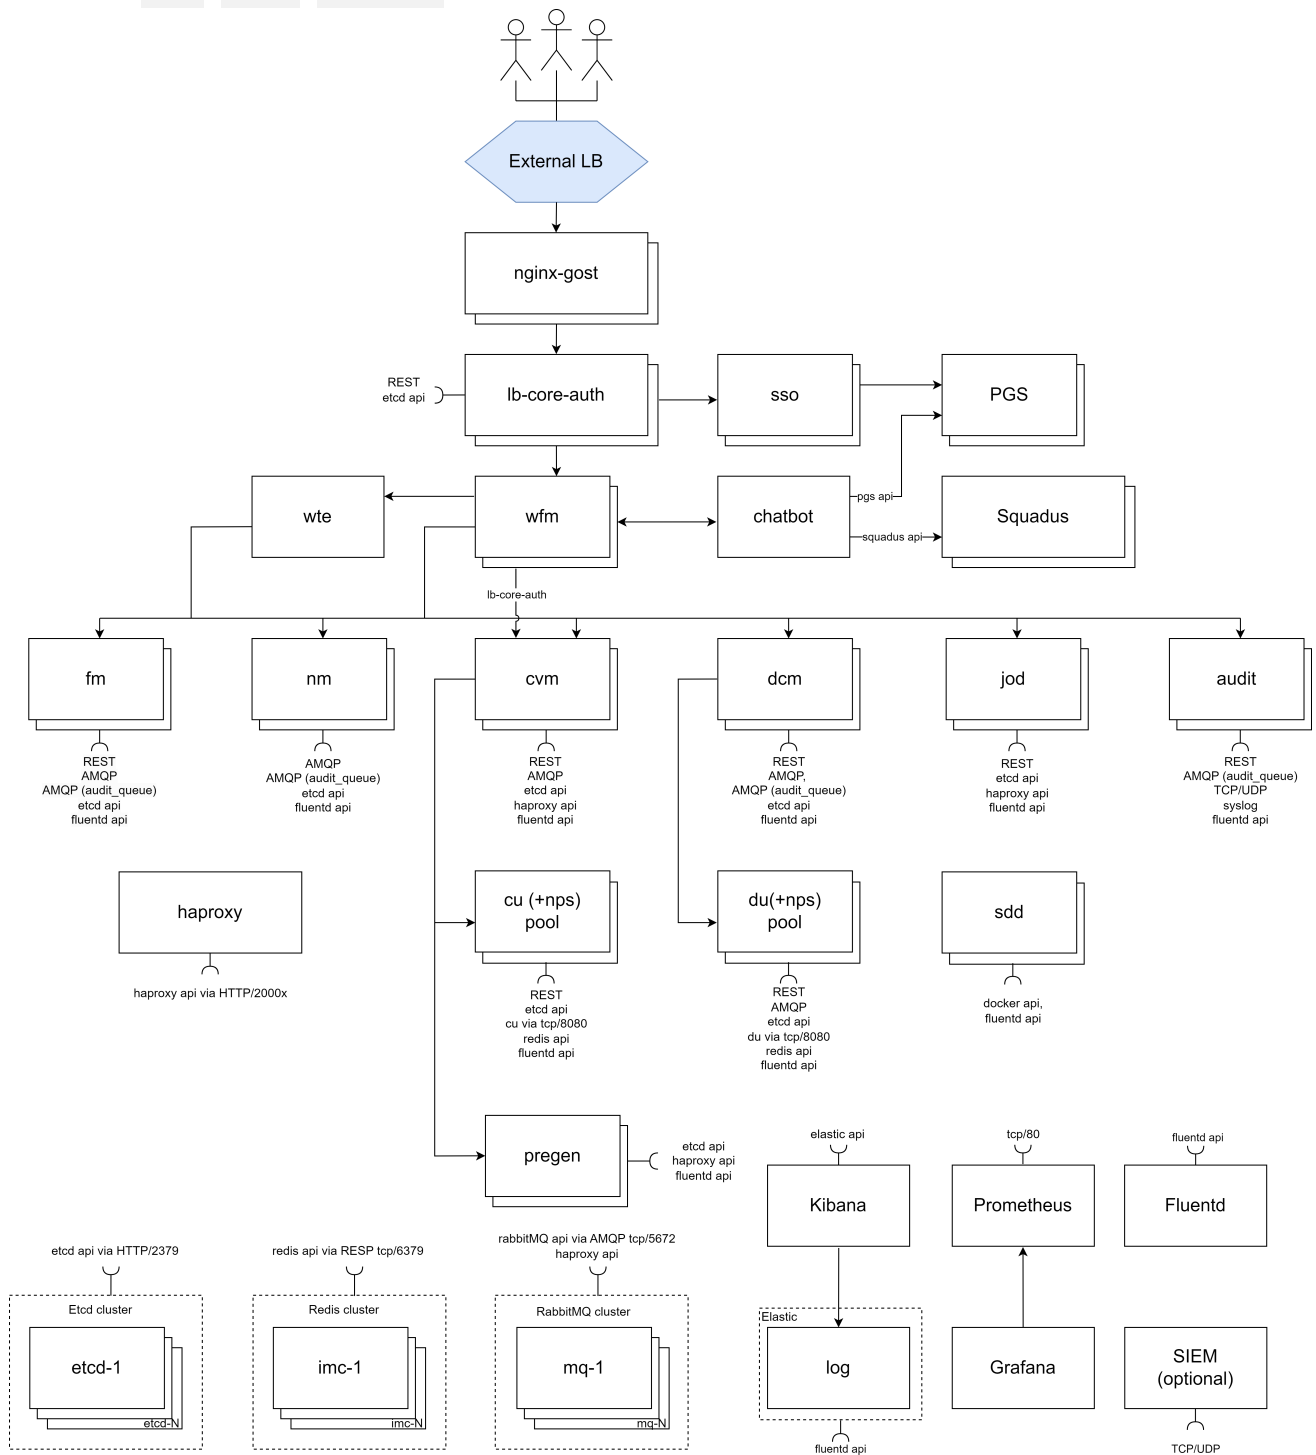 External LB
nginx-gost
REST
etcd api
lb-core-auth
sso
PGS
wte
wfm
chatbot
pgs api
squadus api
Squadus
lb-core-auth
fm
nm
cvm
dcm
jod
audit
REST
AMQP
AMQP (audit_queue)
etcd api
fluentd api
AMQP
AMQP (audit_queue)
etcd api
fluentd api
REST
AMQP
etcd api
haproxy api
fluentd api
REST
AMQP,
AMQP (audit_queue)
etcd api
fluentd api
REST
etcd api
haproxy api
fluentd api
REST
AMQP (audit_queue)
TCP/UDP
syslog
fluentd api
haproxy
haproxy api via HTTP/2000x
cu (+nps)
pool
REST
etcd api
cu via tcp/8080
redis api
fluentd api
du(+nps)
pool
REST
AMQP
etcd api
du via tcp/8080
redis api
fluentd api
sdd
docker api,
fluentd api
pregen
etcd api
haproxy api
fluentd api
elastic api
Kibana
tcp/80
Prometheus
fluentd api
Fluentd
etcd api via HTTP/2379
Etcd cluster
etcd-1
etcd-N
redis api via RESP tcp/6379
Redis cluster
imc-1
imc-N
rabbitMQ api via AMQP tcp/5672
haproxy api
RabbitMQ cluster
mq-1
mq-N
Elastic
log
fluentd api
Grafana
SIEM
(optional)
TCP/UDP